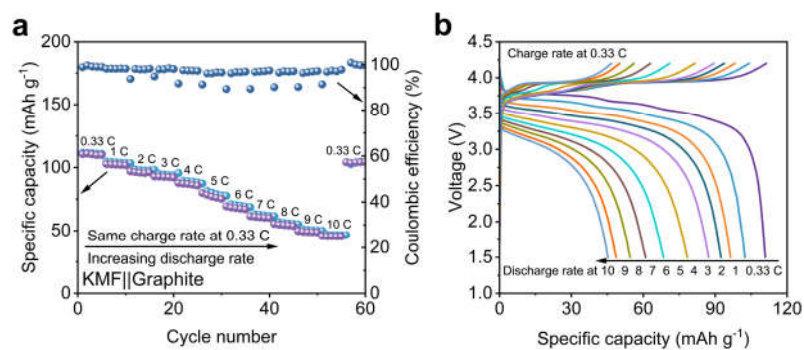 a
200
150
100
50
0
Specific capacity (mAh g⁻¹)
0.33 C
1 C
2 C
3 C
4 C
5 C
6 C
7 C
8 C
9 C
10 C
0.33 C
Same charge rate at 0.33 C
Increasing discharge rate
KMF||Graphite
0 10 20 30 40 50 60
Cycle number
100
80
60
40
20
0
Coulombic efficiency (%)
b
4.5
4.0
3.5
3.0
2.5
2.0
1.5
1.0
Voltage (V)
Charge rate at 0.33 C
Discharge rate at 10 9 8 7 6 5 4 3 2 1 0.33 C
0 30 60 90 120
Specific capacity (mAh g⁻¹)